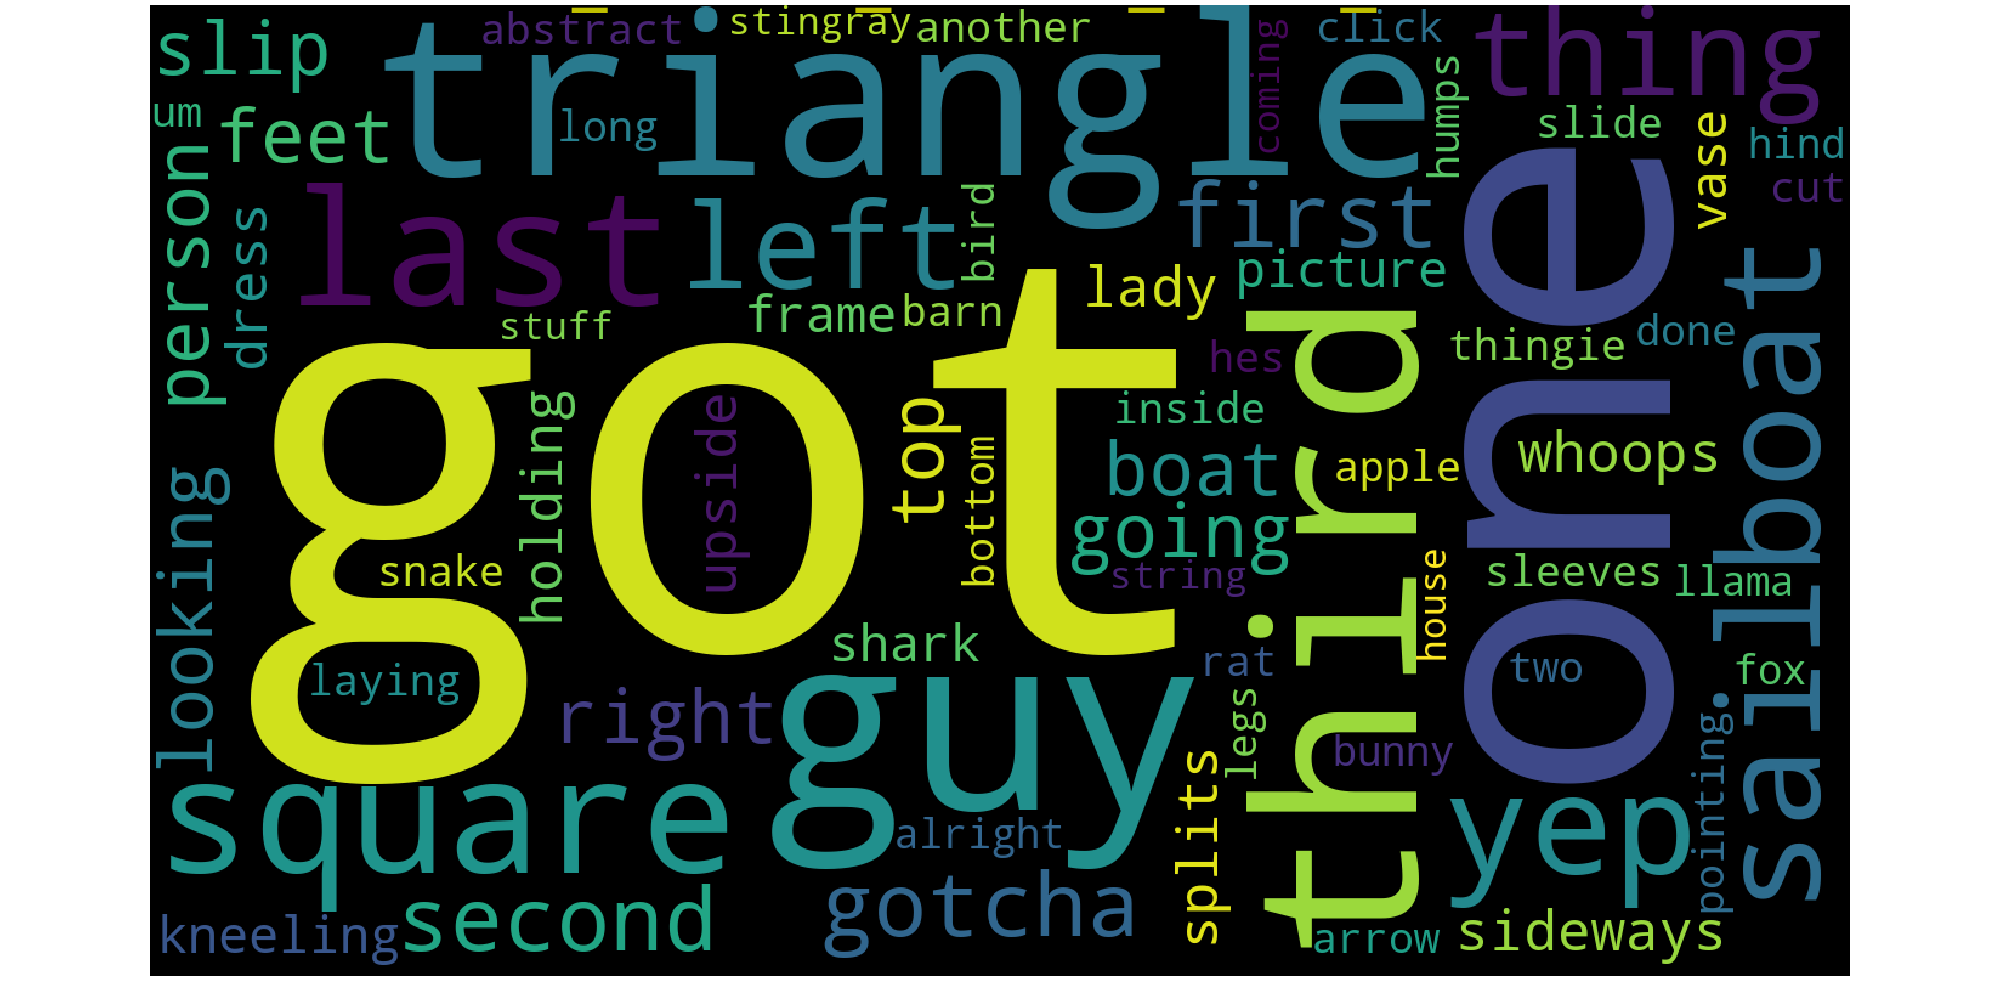 slip
triangle
abstract
stingray
another
coming
click
humps
thing
um
feet
long
slide
vase
hind
cut
person
dress
last
left
bird
first
picture
lady
frame
barn
stuff
got
hes
third
one
thingie
done
sailboat
looking
holding
upside
top
bottom
inside
boat
apple
whoops
going
string
snake
house
sleeves
llama
laying
shark
rat
two
fox
right
guy
legs
bunny
pointing
square
alright
splits
yep
kneeling
second
gotcha
arrow
sideways